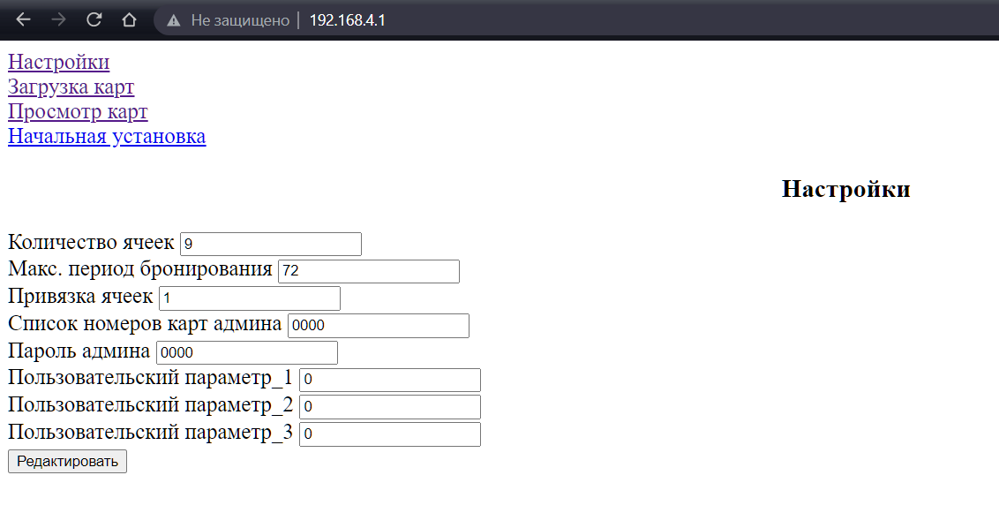 Не защищено 192.168.4.1
Настройки
Загрузка карт
Просмотр карт
Начальная установка
Настройки
Количество ячеек 9
Макс. период бронирования 72
Привязка ячеек 1
Список номеров карт админа 0000
Пароль админа 0000
Пользовательский параметр_1 0
Пользовательский параметр_2 0
Пользовательский параметр_3 0
Редактировать